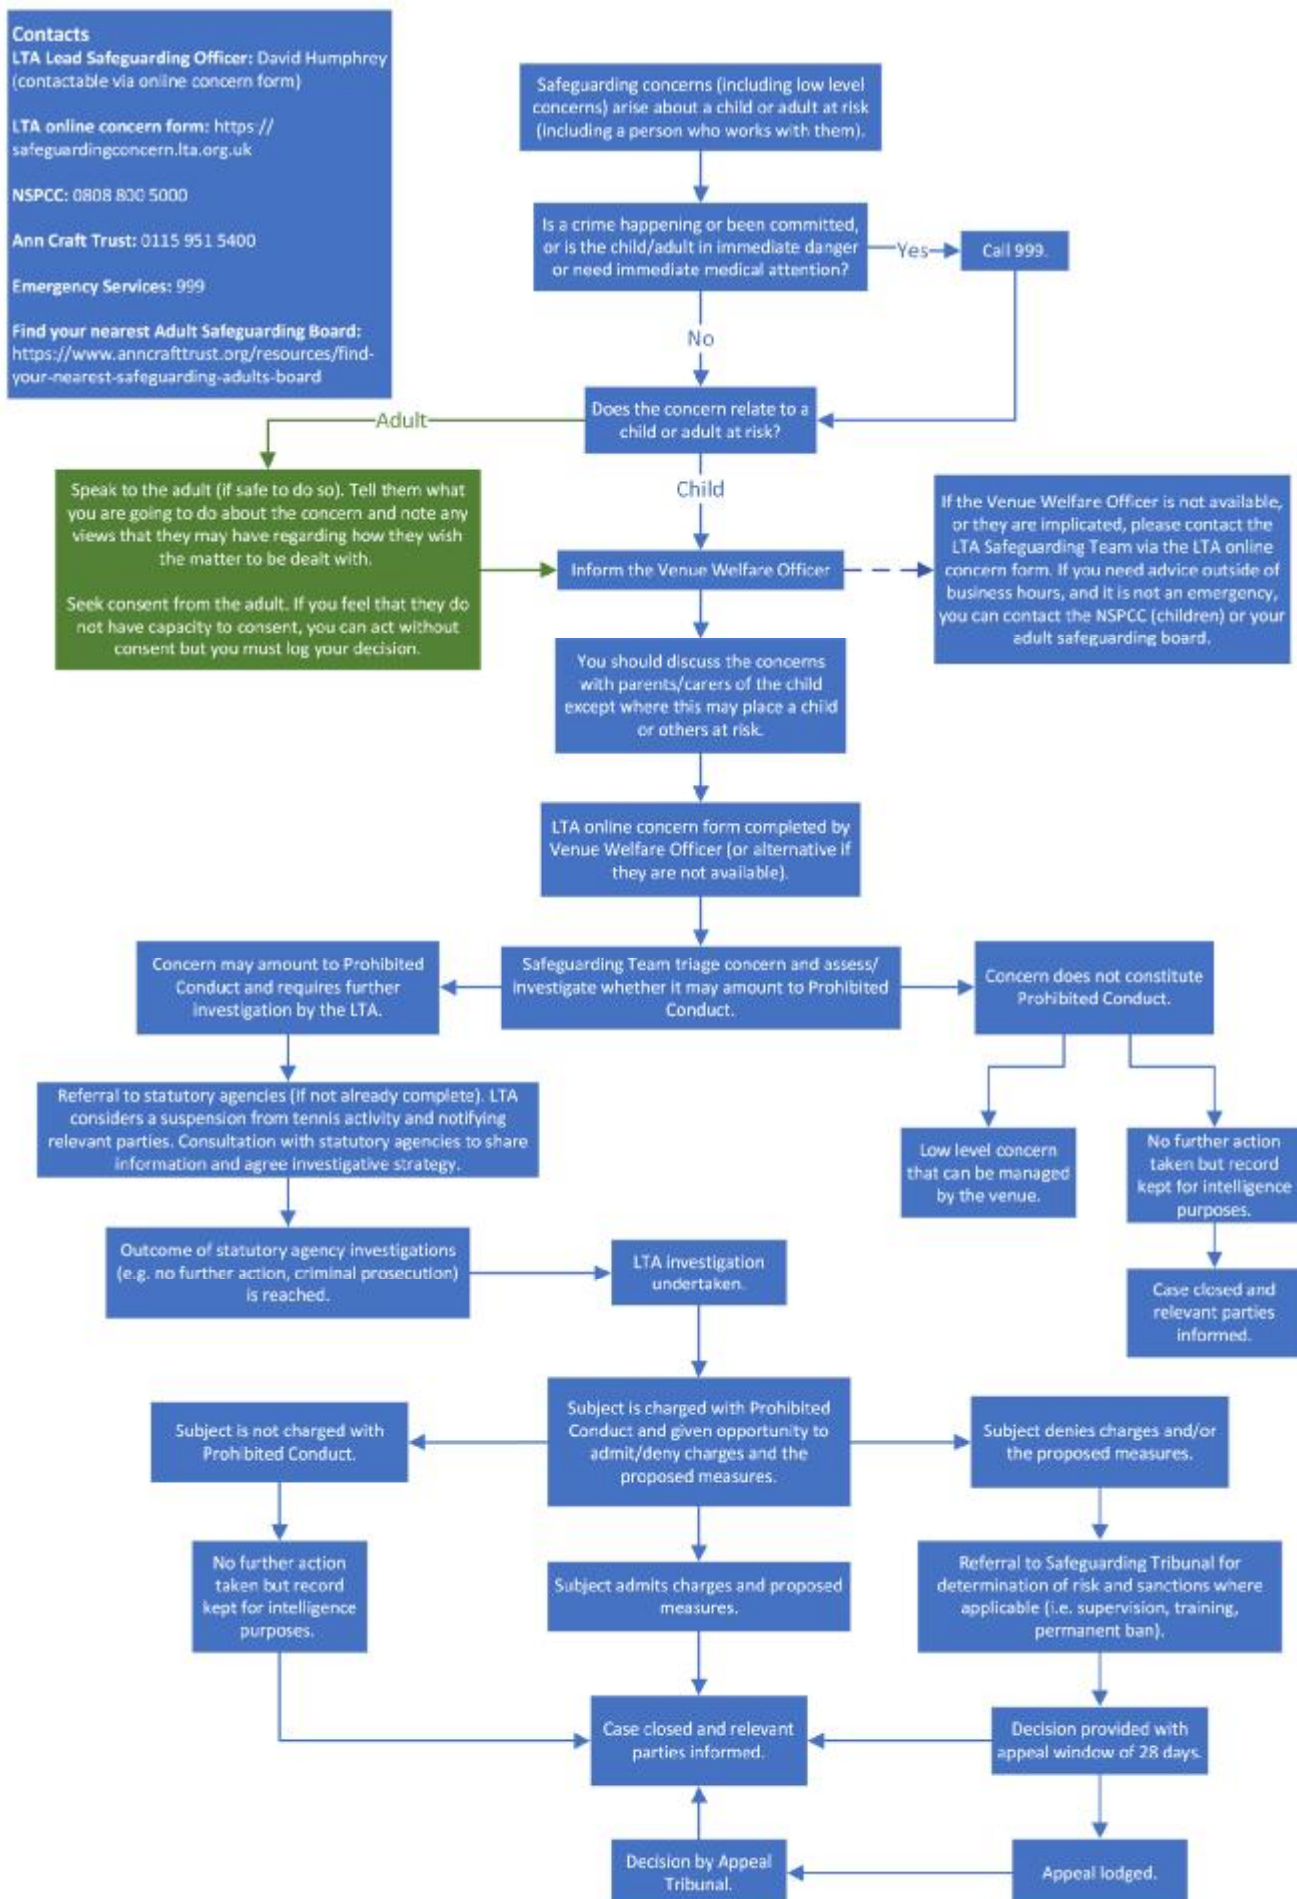 Contacts
LTA Lead Safeguarding Officer: David Humphrey
(contactable via online concern form)
LTA online concern form: https://
safeguardingconcern.lta.org.uk
NSPCC: 0808 800 5000
Ann Craft Trust: 0115 951 5400
Emergency Services: 999
Find your nearest Adult Safeguarding Board:
https://www.anncrafttrust.org/resources/find-
your-nearest-safeguarding-adults-board
Safeguarding concerns (including low level
concerns) arise about a child or adult at risk
(including a person who works with them).
Is a crime happening or been committed,
or is the child/adult in immediate danger
or need immediate medical attention?
Yes
Call 999.
No
Does the concern relate to a
child or adult at risk?
Adult
Child
Speak to the adult (if safe to do so). Tell them what
you are going to do about the concern and note any
views that they may have regarding how they wish
the matter to be dealt with.
Seek consent from the adult. If you feel that they do
not have capacity to consent, you can act without
consent but you must log your decision.
Inform the Venue Welfare Officer
If the Venue Welfare Officer is not available,
or they are implicated, please contact the
LTA Safeguarding Team via the LTA online
concern form. If you need advice outside of
business hours, and it is not an emergency,
you can contact the NSPCC (children) or your
adult safeguarding board.
You should discuss the concerns
with parents/carers of the child
except where this may place a child
or others at risk.
LTA online concern form completed by
Venue Welfare Officer (or alternative if
they are not available).
Concern may amount to Prohibited
Conduct and requires further
investigation by the LTA.
Safeguarding Team triage concern and assess/
investigate whether it may amount to Prohibited
Conduct.
Concern does not constitute
Prohibited Conduct.
Referral to statutory agencies (if not already complete). LTA
considers a suspension from tennis activity and notifying
relevant parties. Consultation with statutory agencies to share
information and agree investigative strategy.
Low level concern
that can be managed
by the venue.
No further action
taken but record
kept for intelligence
purposes.
Outcome of statutory agency investigations
(e.g. no further action, criminal prosecution)
is reached.
LTA investigation
undertaken.
Case closed and
relevant parties
informed.
Subject is not charged with
Prohibited Conduct.
Subject is charged with Prohibited
Conduct and given opportunity to
admit/deny charges and the
proposed measures.
Subject denies charges and/or
the proposed measures.
No further action
taken but record
kept for intelligence
purposes.
Subject admits charges and proposed
measures.
Referral to Safeguarding Tribunal for
determination of risk and sanctions where
applicable (i.e. supervision, training,
permanent ban).
Case closed and relevant
parties informed.
Decision provided with
appeal window of 28 days.
Decision by Appeal
Tribunal.
Appeal lodged.